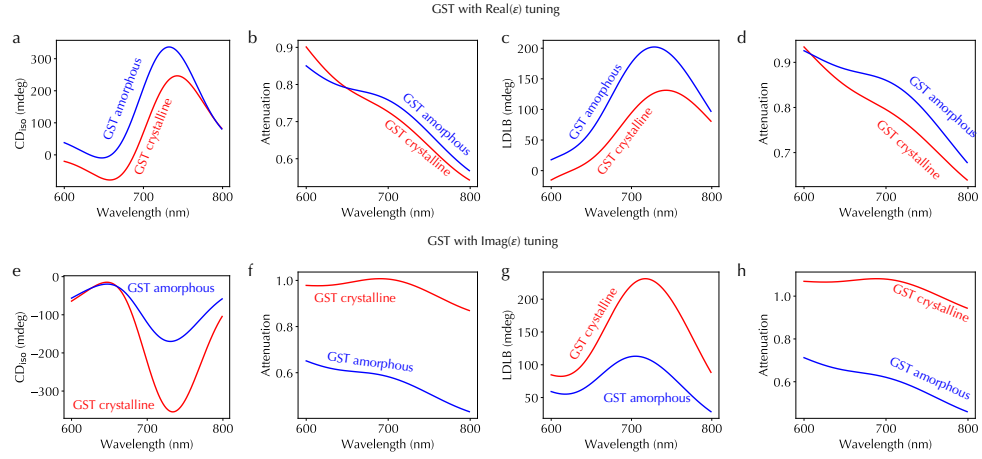 GST with Real(ε) tuning
a
CDiso (mdeg)
300
200
100
0
600
700
800
Wavelength (nm)
GST amorphous
GST crystalline
b
Attenuation
0.9
0.8
0.7
0.6
600
700
800
Wavelength (nm)
GST amorphous
GST crystalline
c
LDLB (mdeg)
200
150
100
50
0
600
700
800
Wavelength (nm)
GST amorphous
GST crystalline
d
Attenuation
0.9
0.8
0.7
600
700
800
Wavelength (nm)
GST amorphous
GST crystalline
GST with Imag(ε) tuning
e
CDiso (mdeg)
0
−100
−200
−300
600
700
800
Wavelength (nm)
GST amorphous
GST crystalline
f
Attenuation
1.0
0.8
0.6
600
700
800
Wavelength (nm)
GST crystalline
GST amorphous
g
LDLB (mdeg)
200
150
100
50
600
700
800
Wavelength (nm)
GST crystalline
GST amorphous
h
Attenuation
1.0
0.8
0.6
600
700
800
Wavelength (nm)
GST crystalline
GST amorphous